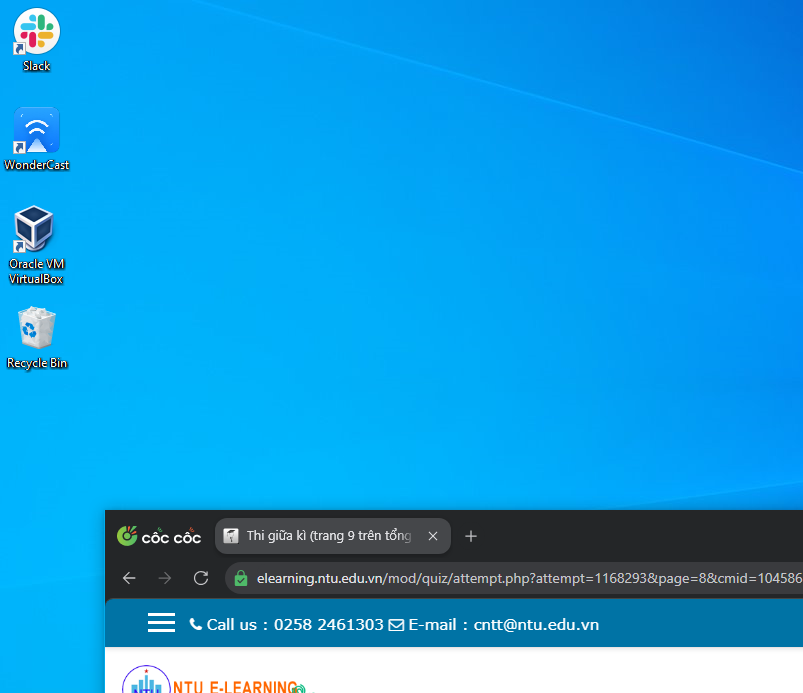 Slack
WonderCast
Oracle VM
VirtualBox
Recycle Bin
cốc cốc
Thi giữa kì (trang 9 trên tổng
elearning.ntu.edu.vn/mod/quiz/attempt.php?attempt=1168293&page=8&cmid=104586
Call us : 0258 2461303 E-mail : cntt@ntu.edu.vn
NTU E-LEARNING
NTU